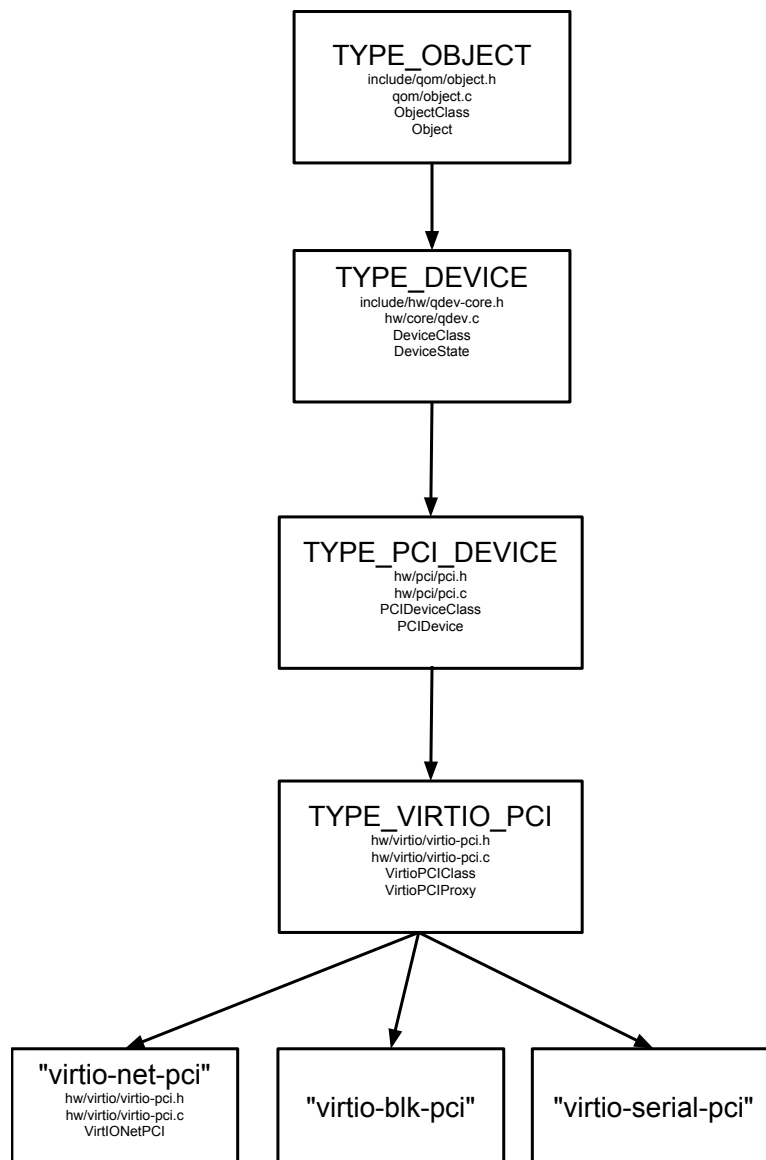 TYPE_OBJECT
include/qom/object.h
qom/object.c
ObjectClass
Object
TYPE_DEVICE
include/hw/qdev-core.h
hw/core/qdev.c
DeviceClass
DeviceState
TYPE_PCI_DEVICE
hw/pci/pci.h
hw/pci/pci.c
PCIDeviceClass
PCIDevice
TYPE_VIRTIO_PCI
hw/virtio/virtio-pci.h
hw/virtio/virtio-pci.c
VirtioPCIClass
VirtioPCIProxy
"virtio-net-pci"
hw/virtio/virtio-pci.h
hw/virtio/virtio-pci.c
VirtIONetPCI
"virtio-blk-pci"
"virtio-serial-pci"